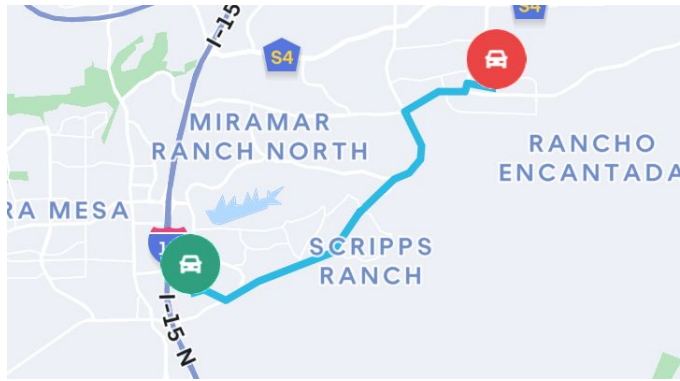 I-15
S4
S4
MIRAMAR
RANCH NORTH
RANCHO
ENCANTADA
RA MESA
SCRIPPS
RANCH
I-15 N